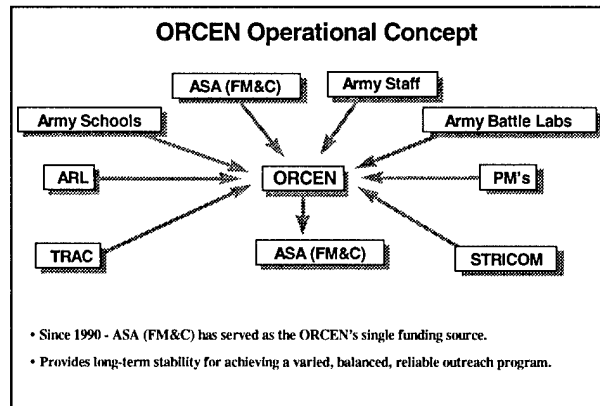 ORCEN Operational Concept
ASA (FM&C)
Army Staff
Army Schools
Army Battle Labs
ARL
ORCEN
PM's
TRAC
ASA (FM&C)
STRICOM
• Since 1990 - ASA (FM&C) has served as the ORCEN's single funding source.
• Provides long-term stability for achieving a varied, balanced, reliable outreach program.